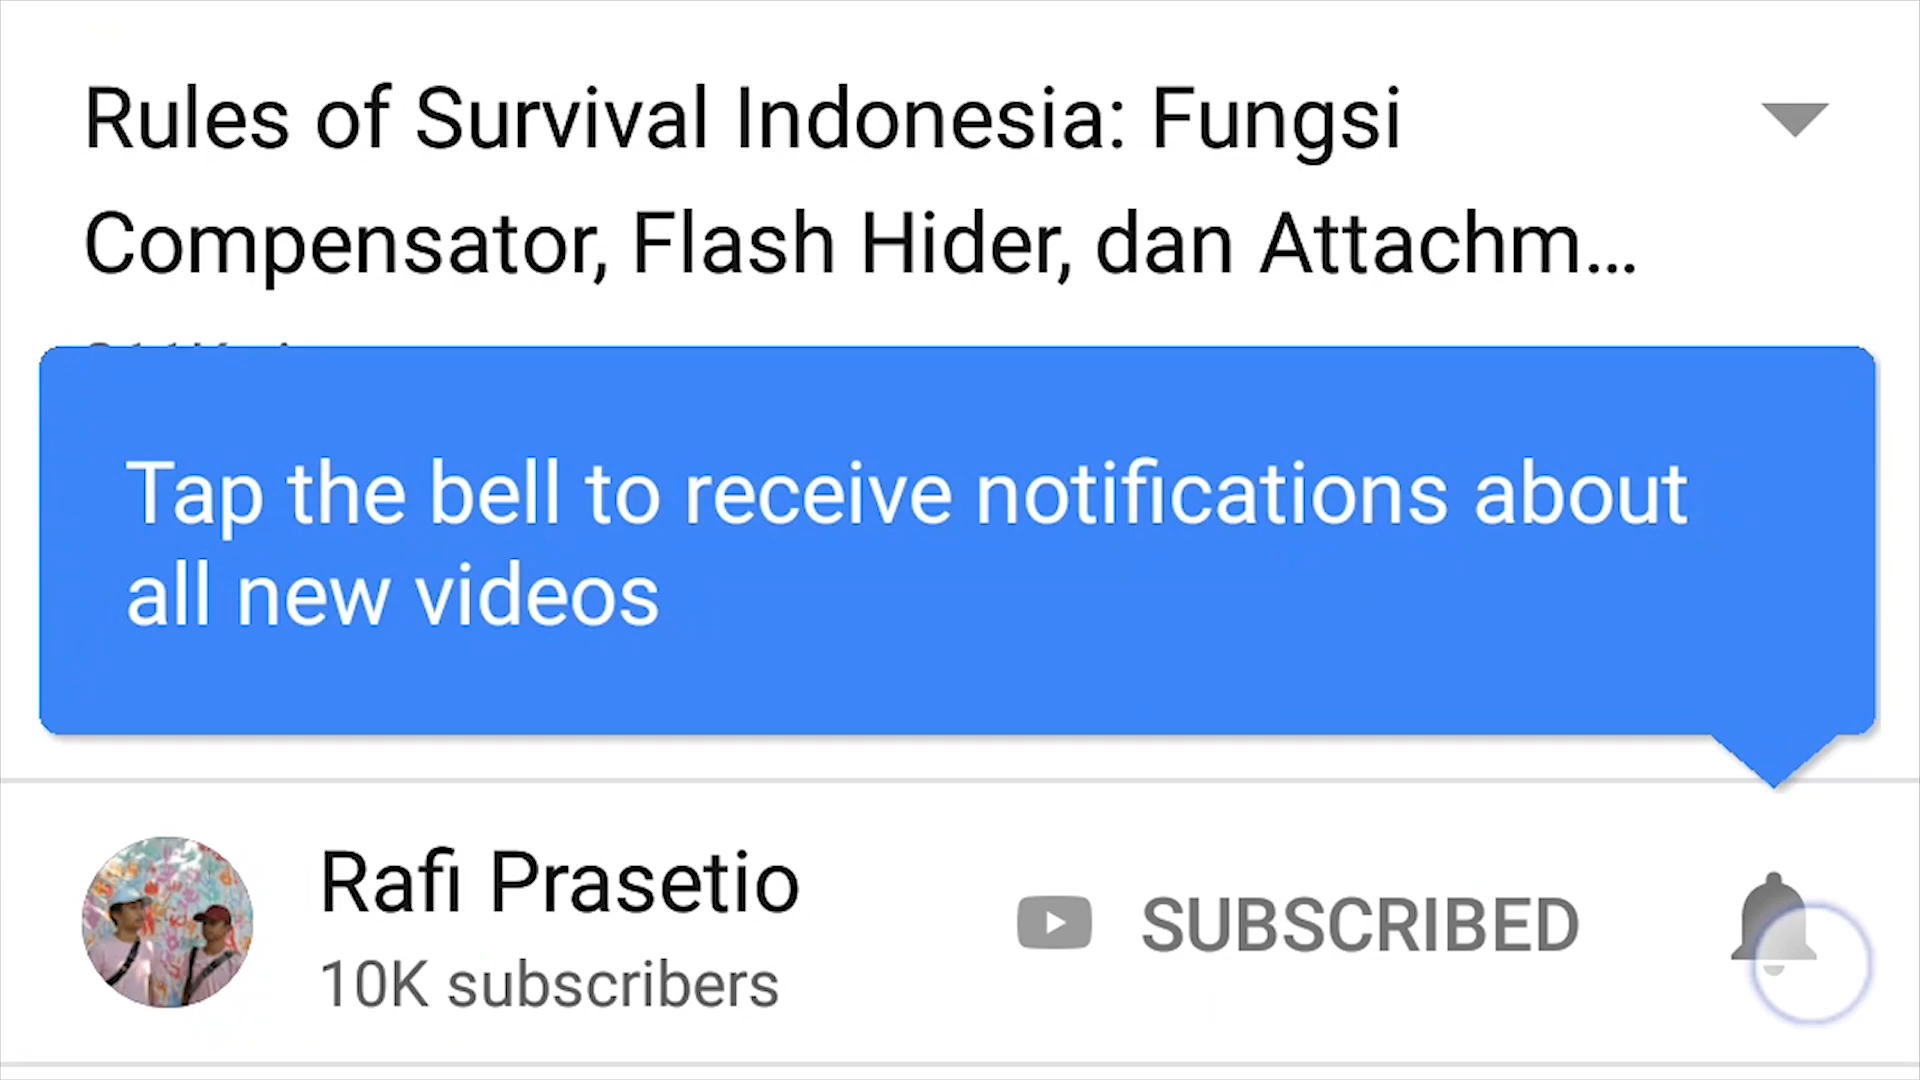 Rules of Survival Indonesia: Fungsi
Compensator, Flash Hider, dan Attachm...
Tap the bell to receive notifications about
all new videos
Rafi Prasetio
SUBSCRIBED
10K subscribers